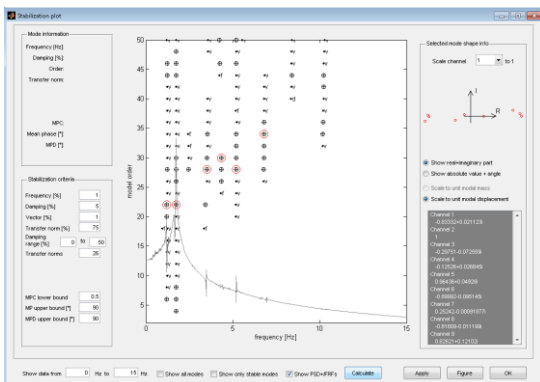 Stabilization plot
Mode information
Frequency [Hz]:
Damping [%]:
Order:
Transfer norm:
MPC:
Mean phase [°]:
MPD [°]:
Stabilization criteria
Frequency [%] 1
Damping [%] 5
Vector [%] 1
Transfer norm [%] 75
Damping range [%] 0 to 50
Transfer norms 25
MPC lower bound 0.5
MP upper bound [°] 90
MPD upper bound [°] 90
model order
50
45
40
35
30
25
20
15
10
5
0
0 5 10 15
frequency [Hz]
Selected mode shape info
Scale channel 1 to 1
I
R
Show real+imaginary part
Show absolute value + angle
Scale to unit modal mass
Scale to unit modal displacement
Channel 1
Channel 2
1
Channel 3
Channel 4
Channel 5
Channel 6
Channel 7
Channel 8
Channel 9
Show data from 0 Hz to 15 Hz Show all modes Show only stable modes Show PSD+/FRFs Calculate Apply Figure OK